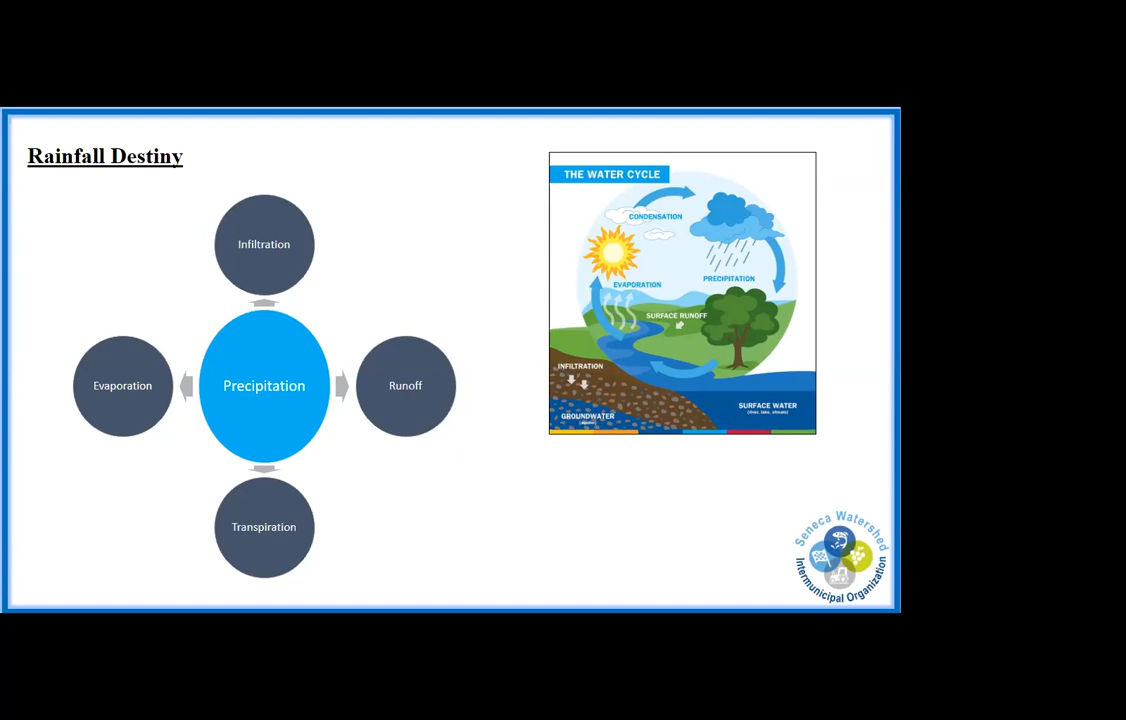 Rainfall Destiny
Infiltration
Evaporation
Precipitation
Runoff
Transpiration
THE WATER CYCLE
CONDENSATION
PRECIPITATION
EVAPORATION
SURFACE RUNOFF
INFILTRATION
SURFACE WATER
(river, lake, stream)
GROUNDWATER
Seneca Watershed
Intermunicipal Organization